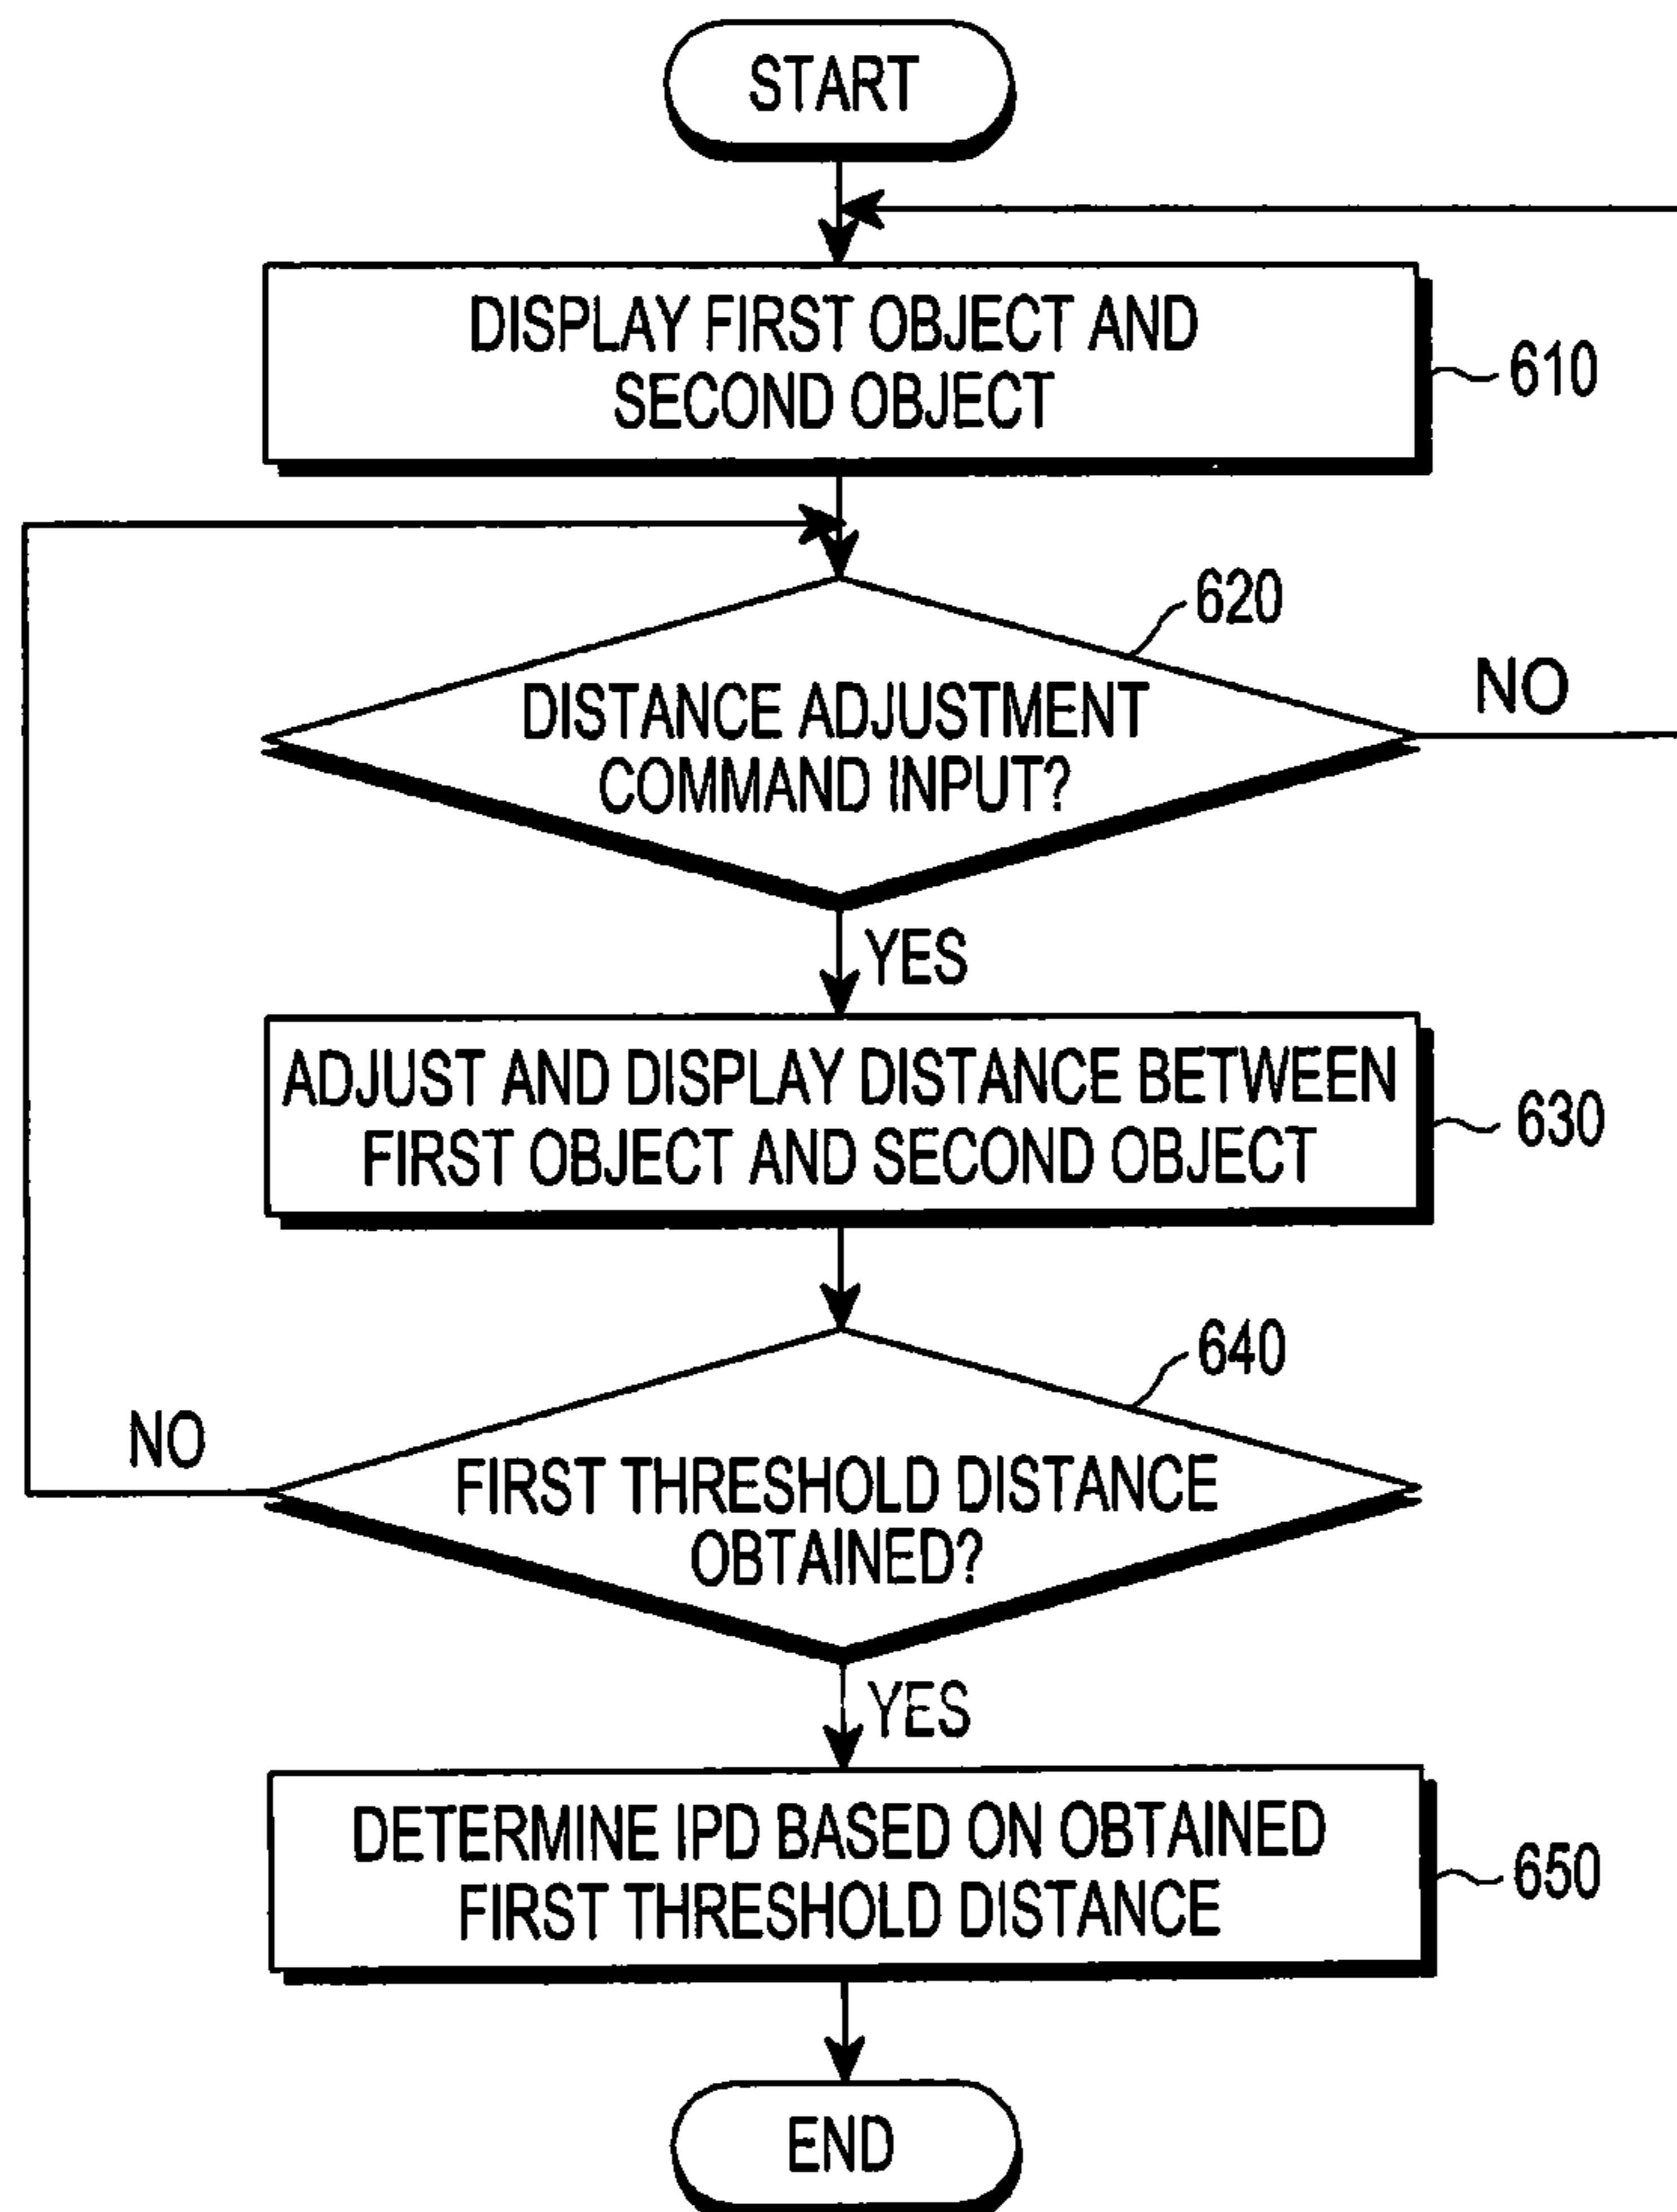 START
DISPLAY FIRST OBJECT AND
SECOND OBJECT
610
620
DISTANCE ADJUSTMENT
COMMAND INPUT?
NO
YES
ADJUST AND DISPLAY DISTANCE BETWEEN
FIRST OBJECT AND SECOND OBJECT
630
640
NO
FIRST THRESHOLD DISTANCE
OBTAINED?
YES
DETERMINE IPD BASED ON OBTAINED
FIRST THRESHOLD DISTANCE
650
END